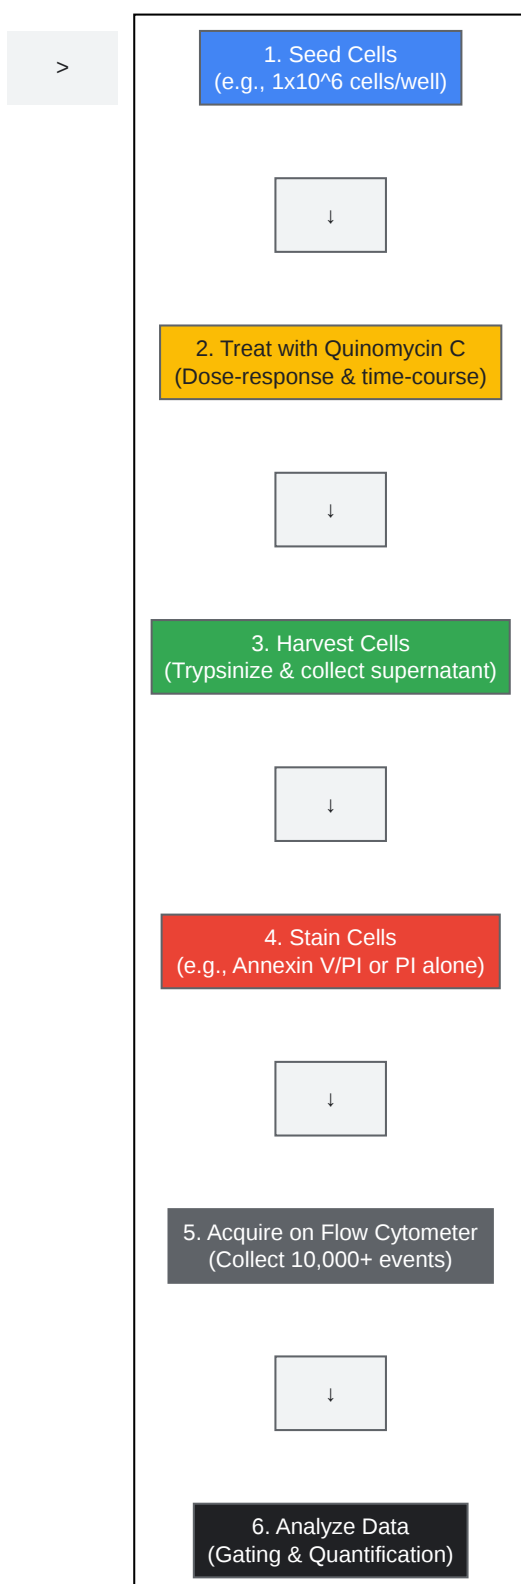 >
1. Seed Cells
(e.g., 1x10^6 cells/well)
↓
2. Treat with Quinomycin C
(Dose-response & time-course)
↓
3. Harvest Cells
(Trypsinize & collect supernatant)
↓
4. Stain Cells
(e.g., Annexin V/PI or PI alone)
↓
5. Acquire on Flow Cytometer
(Collect 10,000+ events)
↓
6. Analyze Data
(Gating & Quantification)